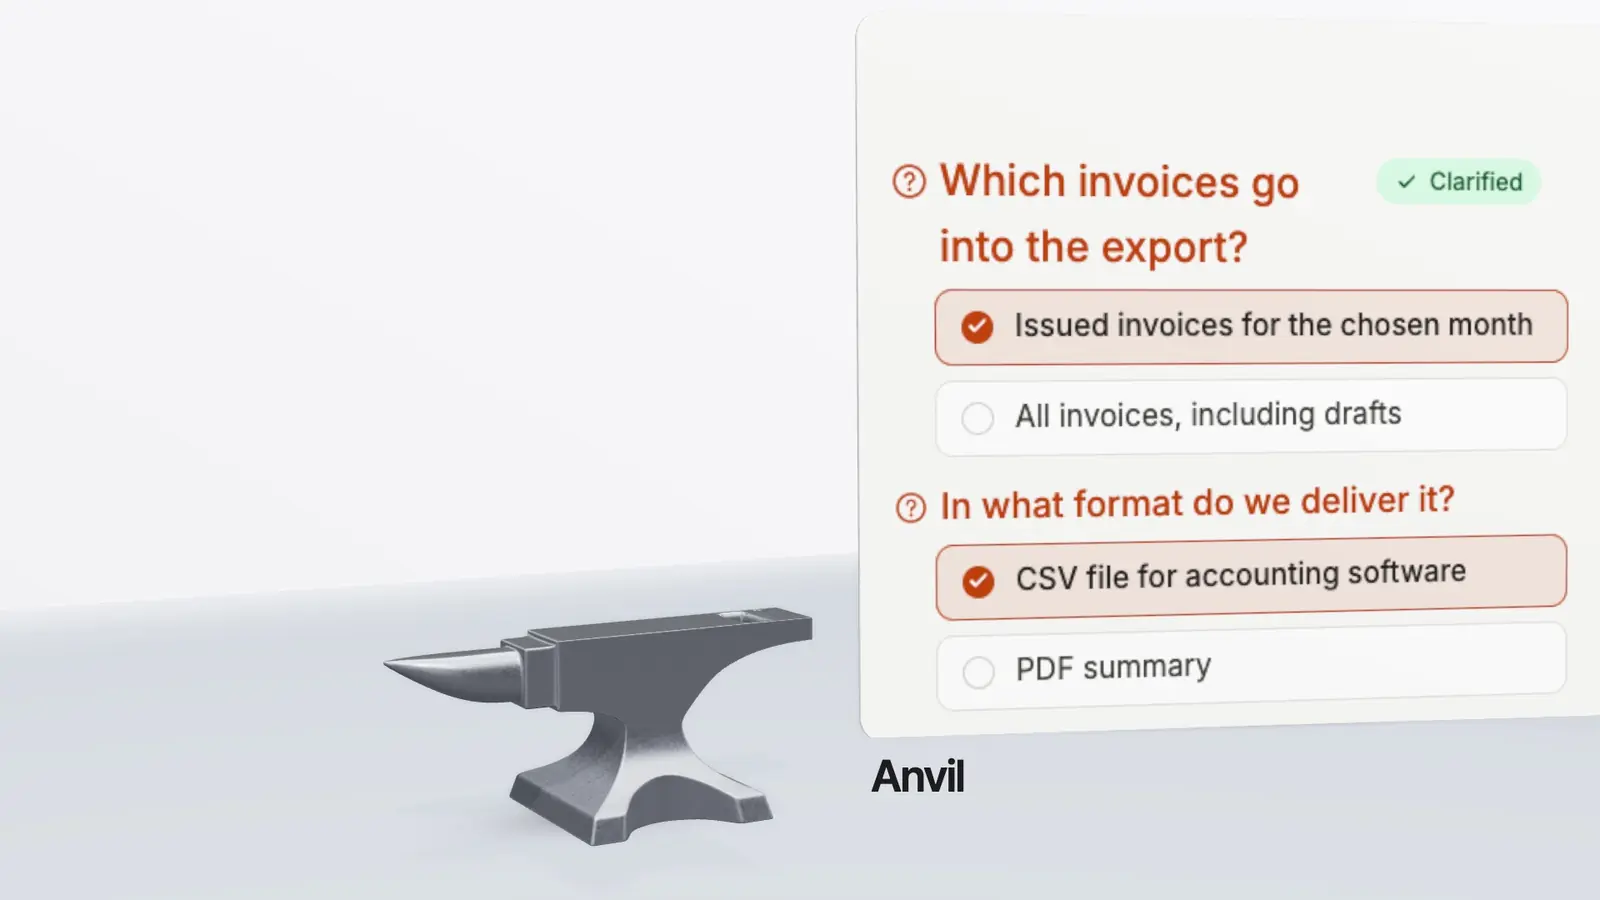 Which invoices go
into the export?
Clarified
Issued invoices for the chosen month
All invoices, including drafts
In what format do we deliver it?
CSV file for accounting software
PDF summary
Anvil